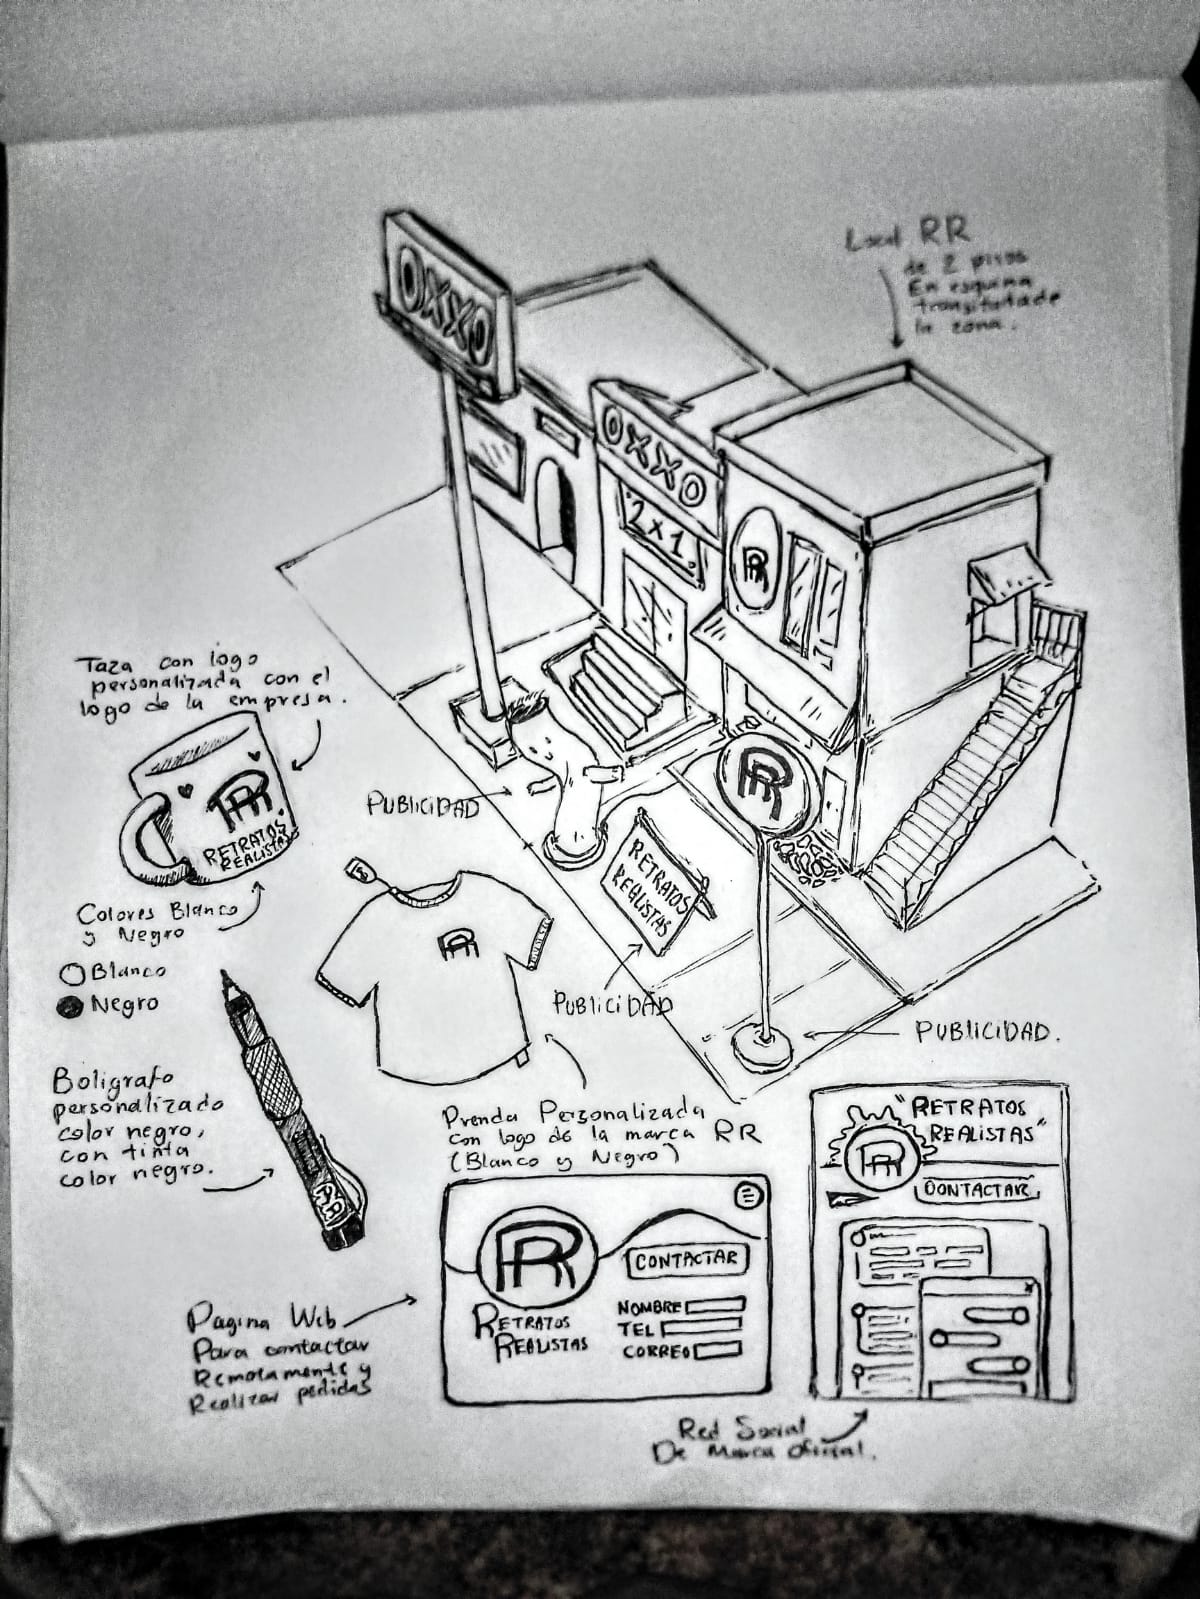 OXXO
Local RR
de 2 pisos
En esquina
transitada de
la zona.
OXXO
2x1
RR
Taza con logo
personalizada con el
logo de la empresa.
RR
RETRATOS
REALISTAS
PUBLICIDAD
RR
RETRATOS
REALISTAS
Colores Blanco
y Negro
Blanco
Negro
RR
RR
PUBLICIDAD
PUBLICIDAD.
Boligrafo
personalizado
color negro,
con tinta
color negro.
RR
Prenda Personalizada
con logo de la marca RR
(Blanco y Negro)
"RETRATOS
REALISTAS"
RR
CONTACTAR
RR
CONTACTAR
RETRATOS
REALISTAS
NOMBRE
TEL
CORREO
Pagina Web
Para contactar
Remotamente y
Realizar pedidas
Red Social
De Marca Oficial.